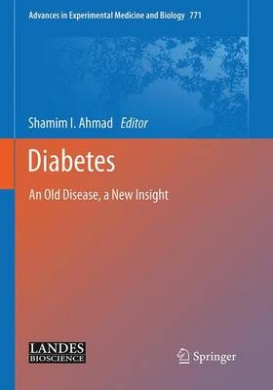 Advances in Experimental Medicine and Biology 771
Shamim I. Ahmad Editor
Diabetes
An Old Disease, a New Insight
LANDES
BIOSCIENCE
Springer